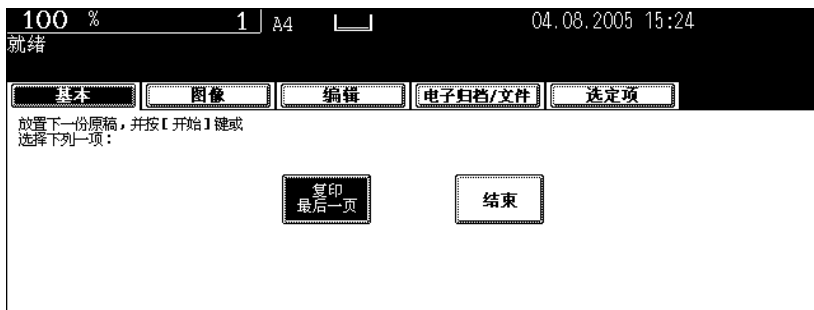 100 % 1 A4 04.08.2005 15:24
就绪
基本 图像 编辑 电子归档/文件 选定项
放置下一份原稿,并按[开始]键或
选择下列一项:
复印
最后一页
结束